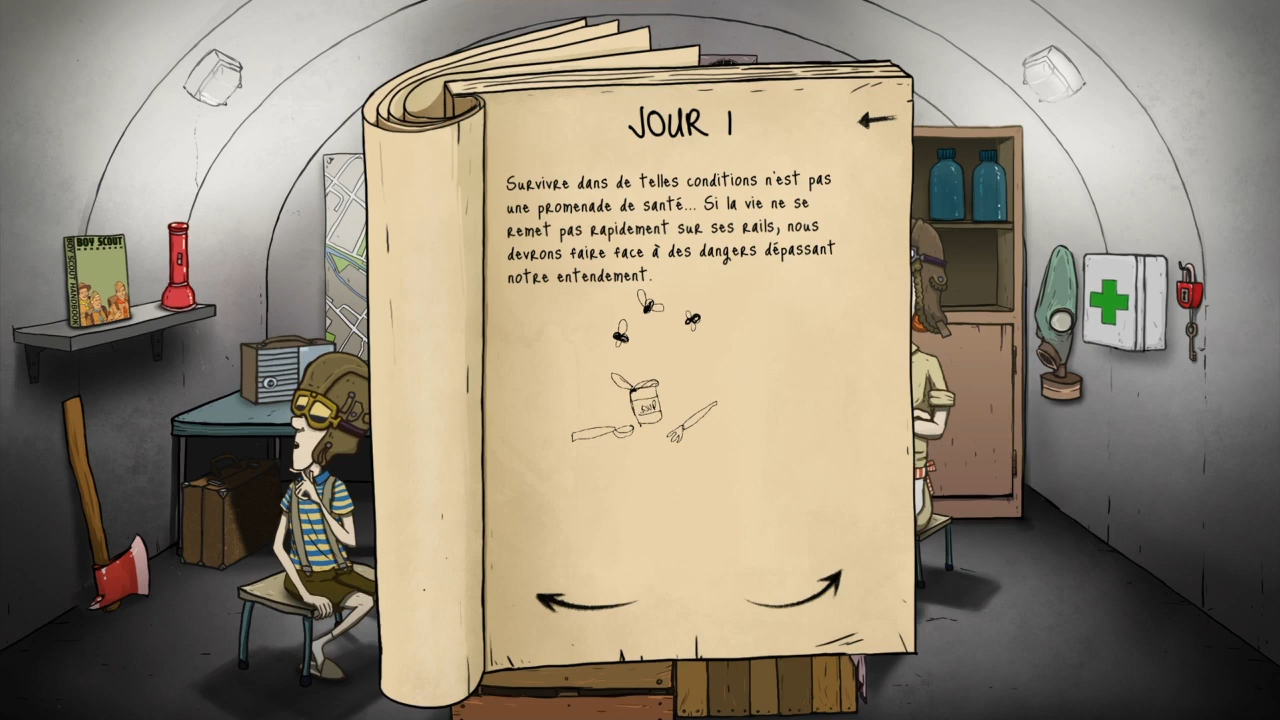 JOUR 1
Survivre dans de telles conditions n'est pas
une promenade de santé... Si la vie ne se
remet pas rapidement sur ses rails, nous
devrons faire face à des dangers dépassant
notre entendement.
BOY SCOUT
BOY SCOUT HANDBOOK
SOUP